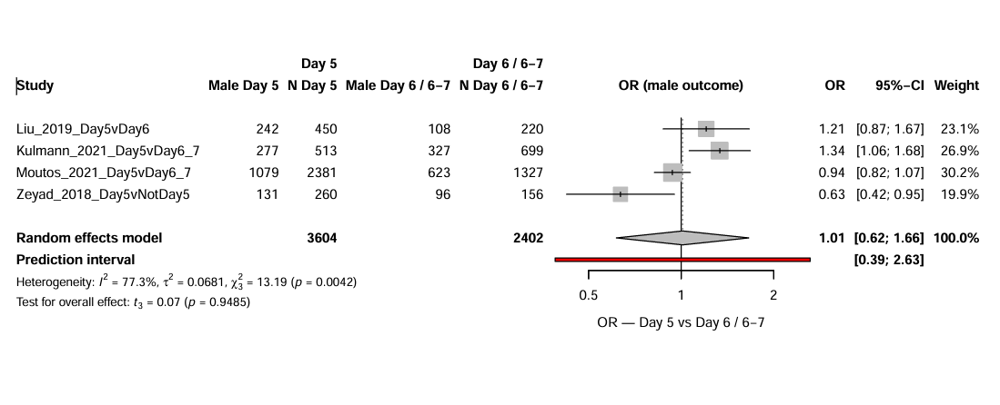 Day 5 Day 6 / 6−7
Study Male Day 5 N Day 5 Male Day 6 / 6−7 N Day 6 / 6−7 OR (male outcome) OR 95%−CI Weight
Liu_2019_Day5vDay6 242 450 108 220 1.21 [0.87; 1.67] 23.1%
Kulmann_2021_Day5vDay6_7 277 513 327 699 1.34 [1.06; 1.68] 26.9%
Moutos_2021_Day5vDay6_7 1079 2381 623 1327 0.94 [0.82; 1.07] 30.2%
Zeyad_2018_Day5vNotDay5 131 260 96 156 0.63 [0.42; 0.95] 19.9%
Random effects model 3604 2402 1.01 [0.62; 1.66] 100.0%
Prediction interval [0.39; 2.63]
Heterogeneity: I² = 77.3%, τ² = 0.0681, χ²₃ = 13.19 (p = 0.0042)
0.5 1 2
Test for overall effect: t₃ = 0.07 (p = 0.9485)
OR — Day 5 vs Day 6 / 6−7